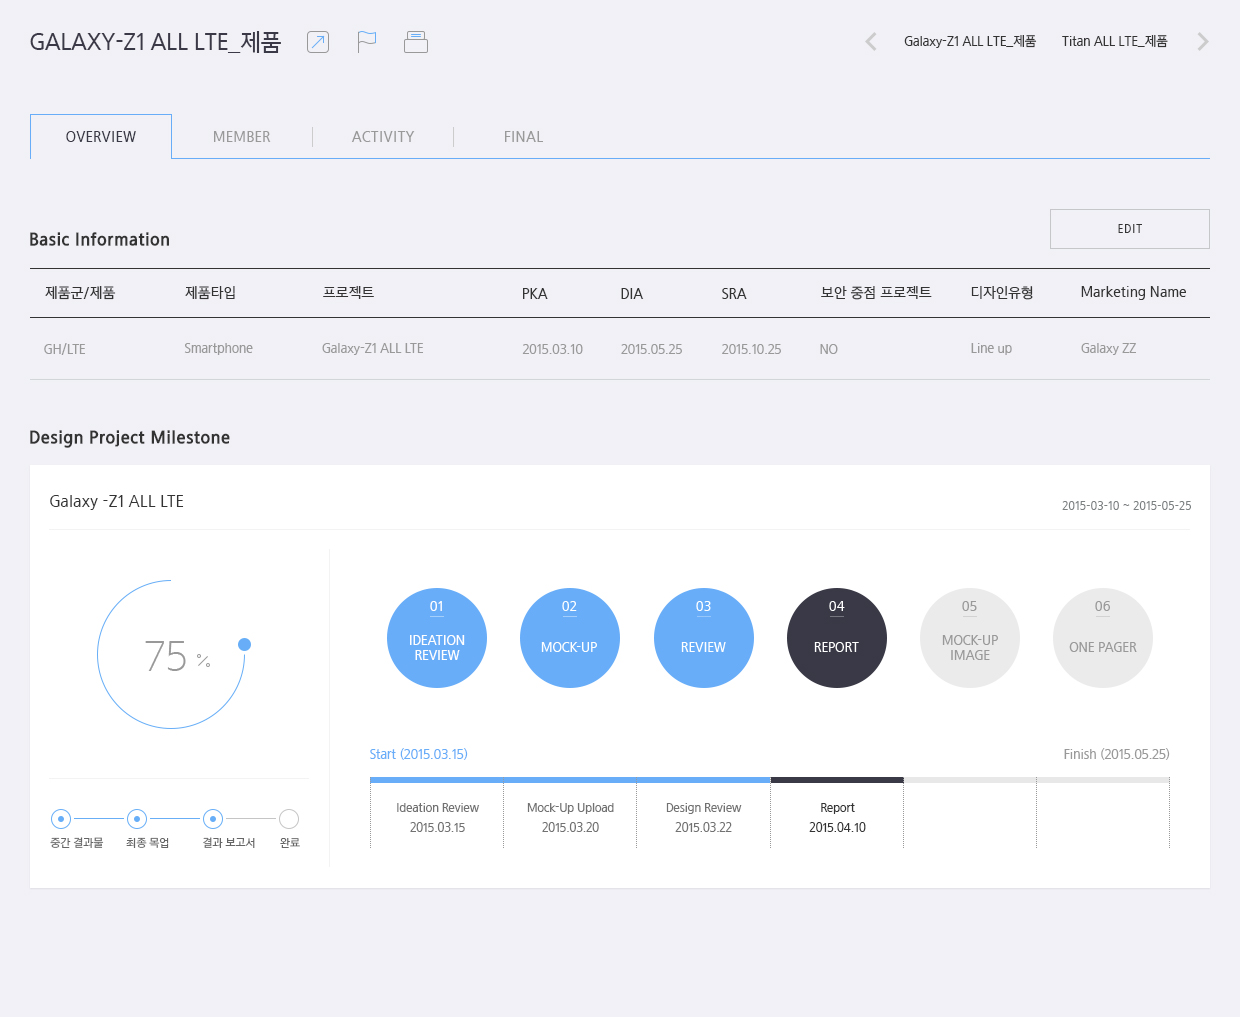 GALAXY-Z1 ALL LTE_제품
Galaxy-Z1 ALL LTE_제품 Titan ALL LTE_제품
OVERVIEW MEMBER ACTIVITY FINAL
Basic Information
EDIT
제품군/제품 제품타입 프로젝트 PKA DIA SRA 보안 중점 프로젝트 디자인유형 Marketing Name
GH/LTE Smartphone Galaxy-Z1 ALL LTE 2015.03.10 2015.05.25 2015.10.25 NO Line up Galaxy ZZ
Design Project Milestone
Galaxy -Z1 ALL LTE
2015-03-10 ~ 2015-05-25
75 %
중간 결과물 최종 목업 결과 보고서 완료
01
IDEATION
REVIEW
02
MOCK-UP
03
REVIEW
04
REPORT
05
MOCK-UP
IMAGE
06
ONE PAGER
Start (2015.03.15)
Finish (2015.05.25)
Ideation Review
2015.03.15
Mock-Up Upload
2015.03.20
Design Review
2015.03.22
Report
2015.04.10